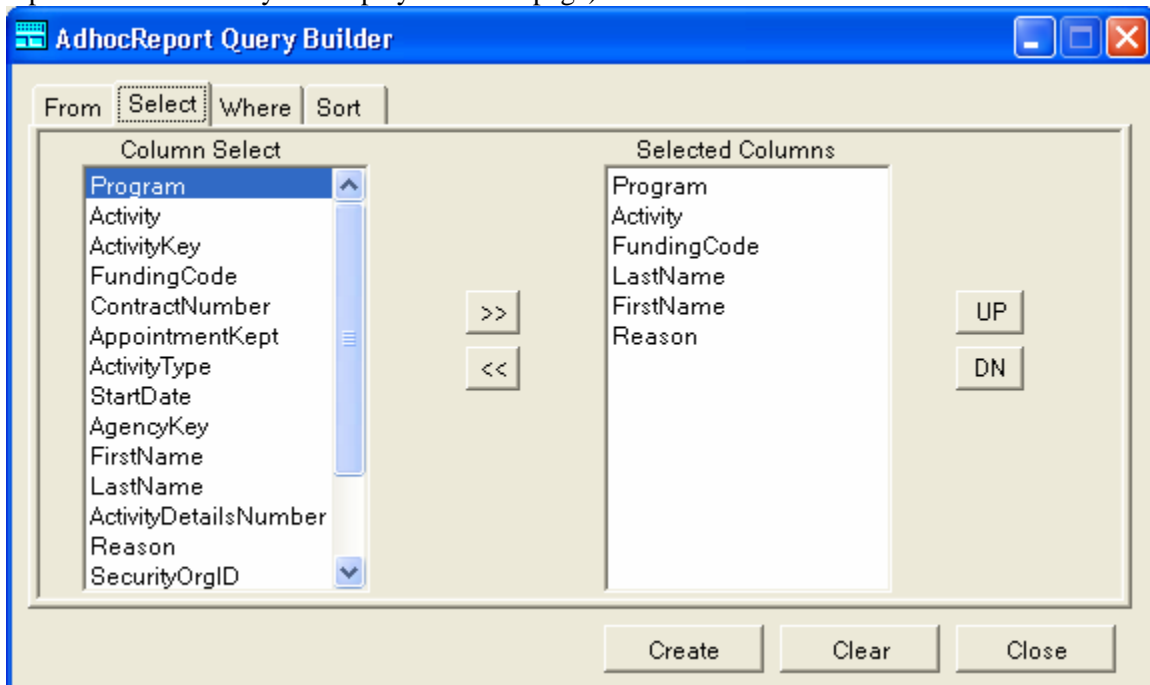 AdhocReport Query Builder
From Select Where Sort
Column Select
Program
Activity
ActivityKey
FundingCode
ContractNumber
AppointmentKept
ActivityType
StartDate
AgencyKey
FirstName
LastName
ActivityDetailsNumber
Reason
SecurityOrgID
>>
<<
Selected Columns
Program
Activity
FundingCode
LastName
FirstName
Reason
UP
DN
Create Clear Close